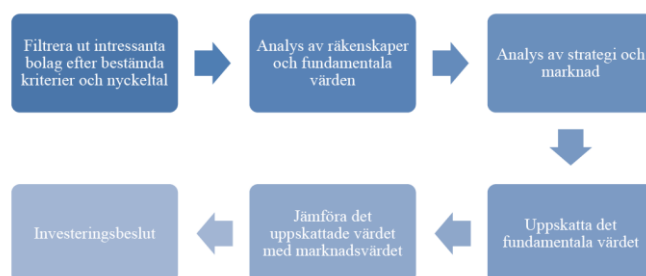 Filtrera ut intressanta
bolag efter bestämda
kriterier och nyckeltal
Analys av räkenskaper
och fundamentala
värden
Analys av strategi och
marknad
Uppskatta det
fundamentala värdet
Jämföra det
uppskattade värdet
med marknadsvärdet
Investeringsbeslut